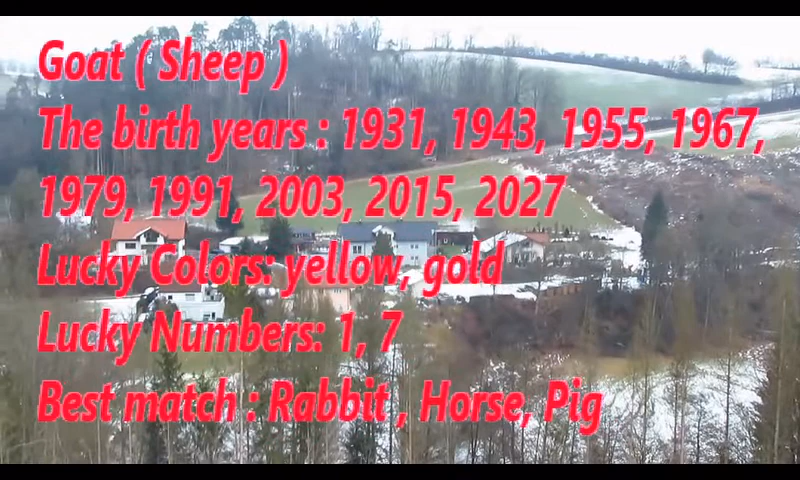 Goat ( Sheep )
The birth years : 1931, 1943, 1955, 1967,
1979, 1991, 2003, 2015, 2027
Lucky Colors: yellow, gold
Lucky Numbers: 1, 7
Best match : Rabbit , Horse, Pig